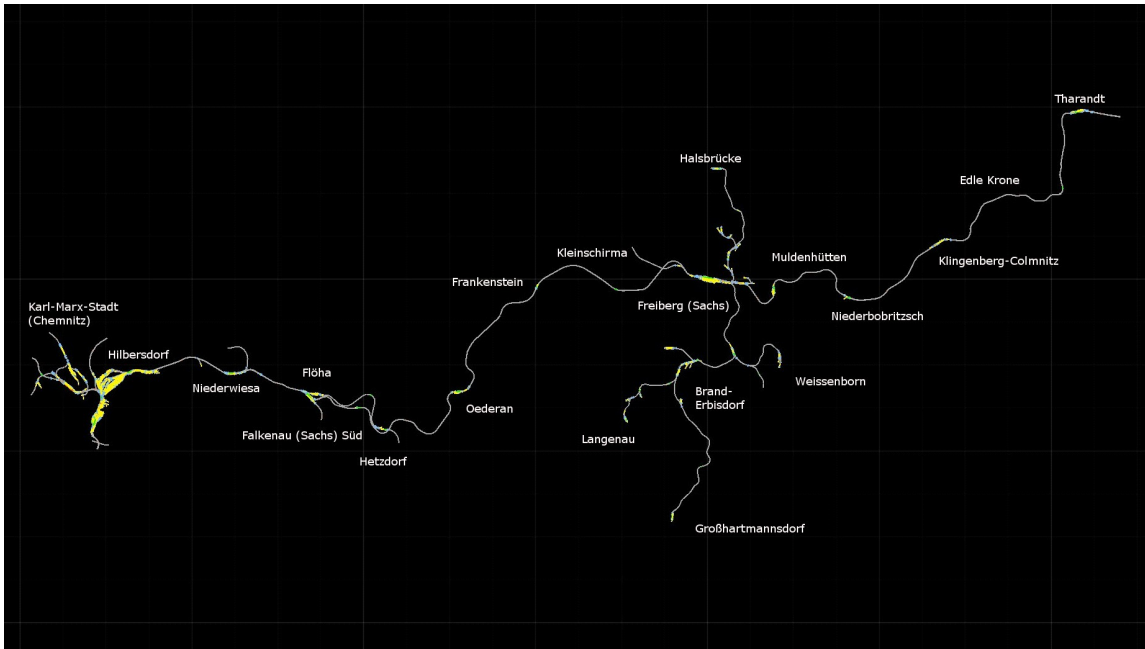 Tharandt
Halsbrücke
Edle Krone
Kleinschirma
Muldenhütten
Klingenberg-Colmnitz
Frankenstein
Freiberg (Sachs)
Niederbobritzsch
Karl-Marx-Stadt
(Chemnitz)
Hilbersdorf
Flöha
Niederwiesa
Weissenborn
Brand-
Erbisdorf
Oederan
Falkenau (Sachs) Süd
Langenau
Hetzdorf
Großhartmannsdorf